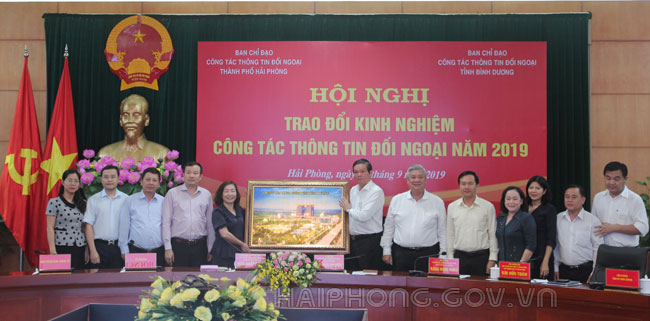 BAN CHỈ ĐẠO
CÔNG TÁC THÔNG TIN ĐỐI NGOẠI
THÀNH PHỐ HẢI PHÒNG
BAN CHỈ ĐẠO
CÔNG TÁC THÔNG TIN ĐỐI NGOẠI
TỈNH BÌNH DƯƠNG
HỘI NGHỊ
TRAO ĐỔI KINH NGHIỆM
CÔNG TÁC THÔNG TIN ĐỐI NGOẠI NĂM 2019
Hải Phòng, ngày tháng 9 năm 2019
HAIPHONG.GOV.VN